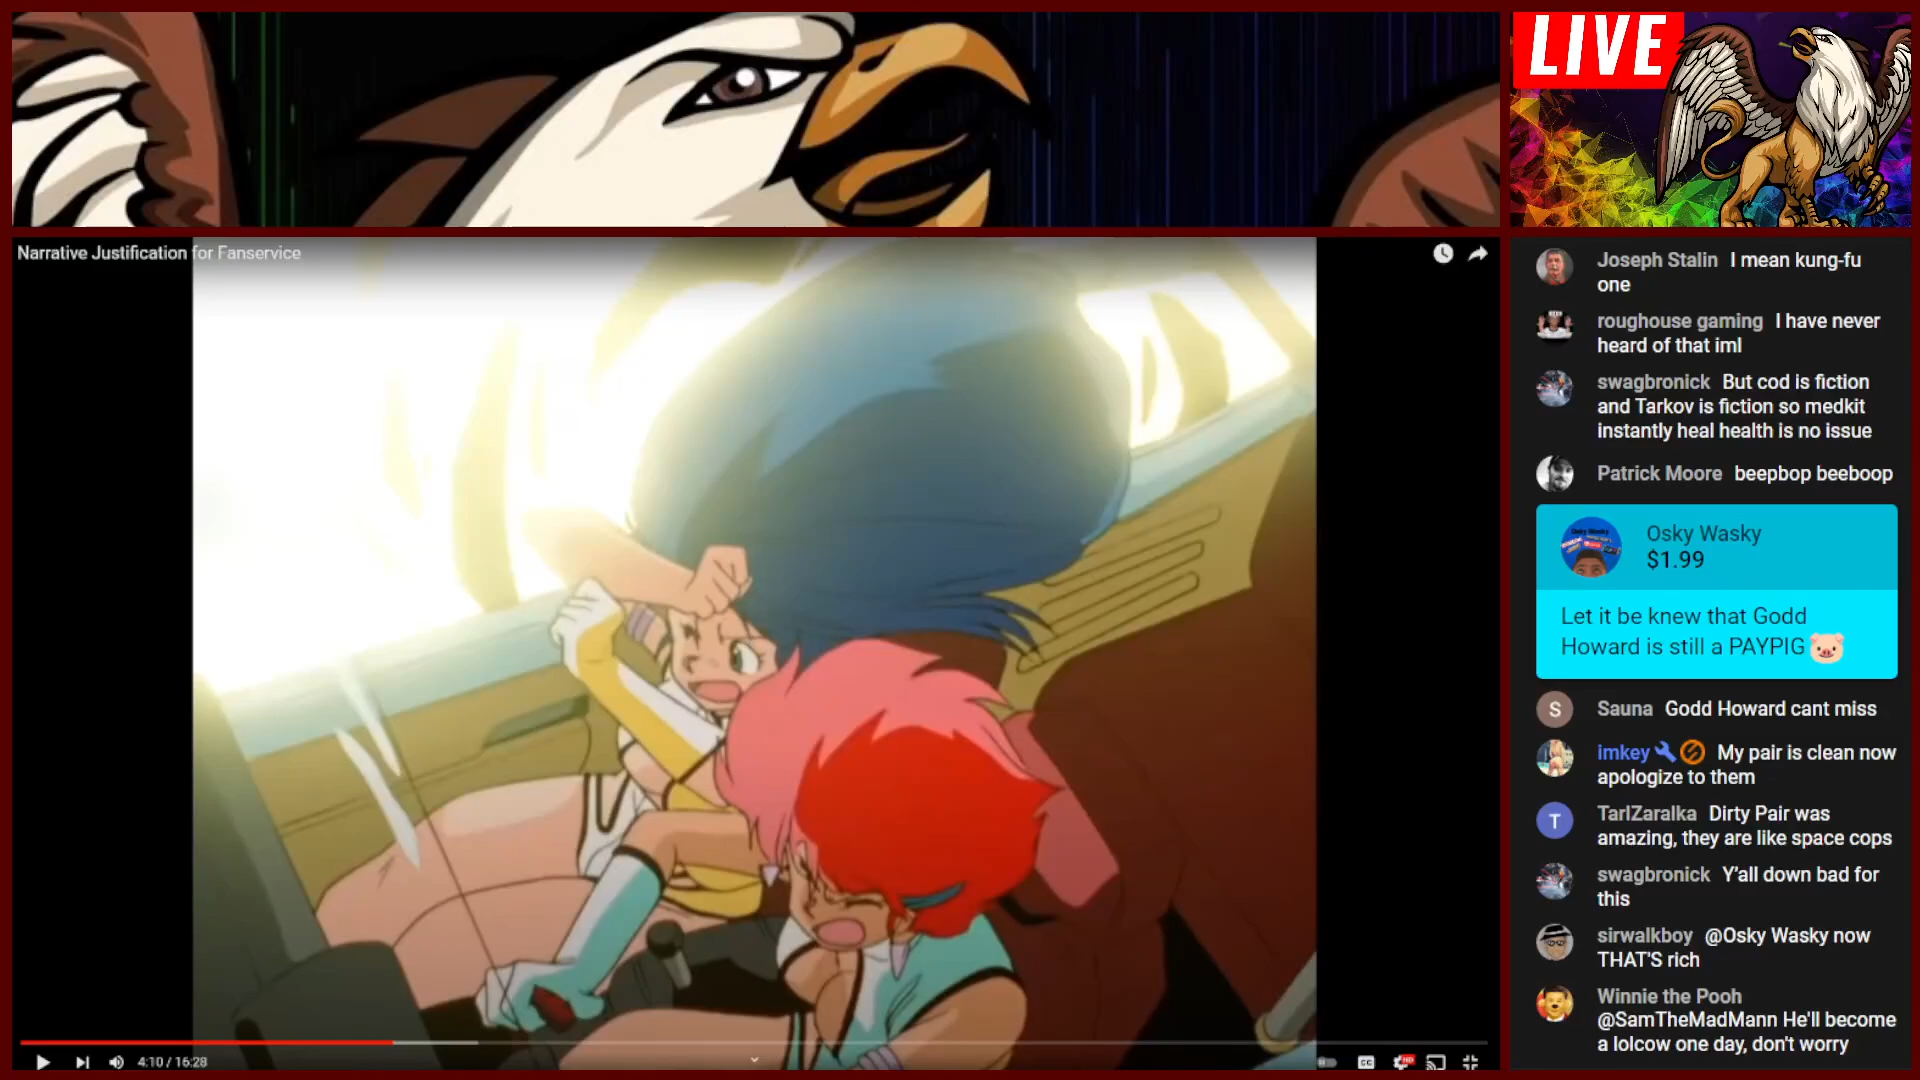 LIVE
Narrative Justification for Fanservice
Joseph Stalin I mean kung-fu
one
roughouse gaming I have never
heard of that iml
swagbronick But cod is fiction
and Tarkov is fiction so medkit
instantly heal health is no issue
Patrick Moore beepbop beeboop
Osky Wasky
$1.99
Let it be knew that Godd
Howard is still a PAYPIG
S Sauna Godd Howard cant miss
imkey My pair is clean now
apologize to them
T TarlZaralka Dirty Pair was
amazing, they are like space cops
swagbronick Y'all down bad for
this
sirwalkboy @Osky Wasky now
THAT'S rich
Winnie the Pooh
@SamTheMadMann He'll become
a lolcow one day, don't worry
4:10 / 16:28
CC
HD